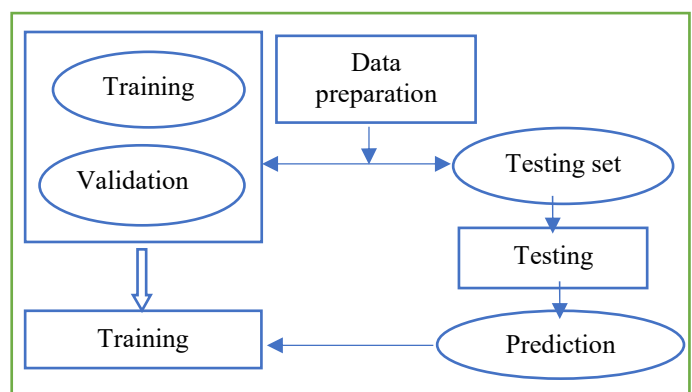 Training
Data
preparation
Validation
Testing set
Testing
Training
Prediction